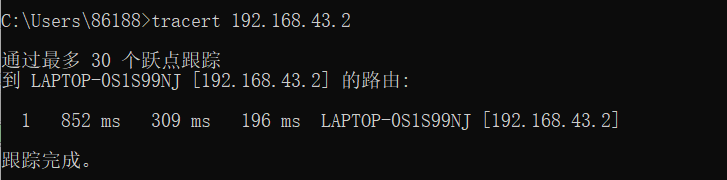 C:\Users\86188>tracert 192.168.43.2
通过最多 30 个跃点跟踪
到 LAPTOP-0S1S99NJ [192.168.43.2] 的路由:
1 852 ms 309 ms 196 ms LAPTOP-0S1S99NJ [192.168.43.2]
跟踪完成。